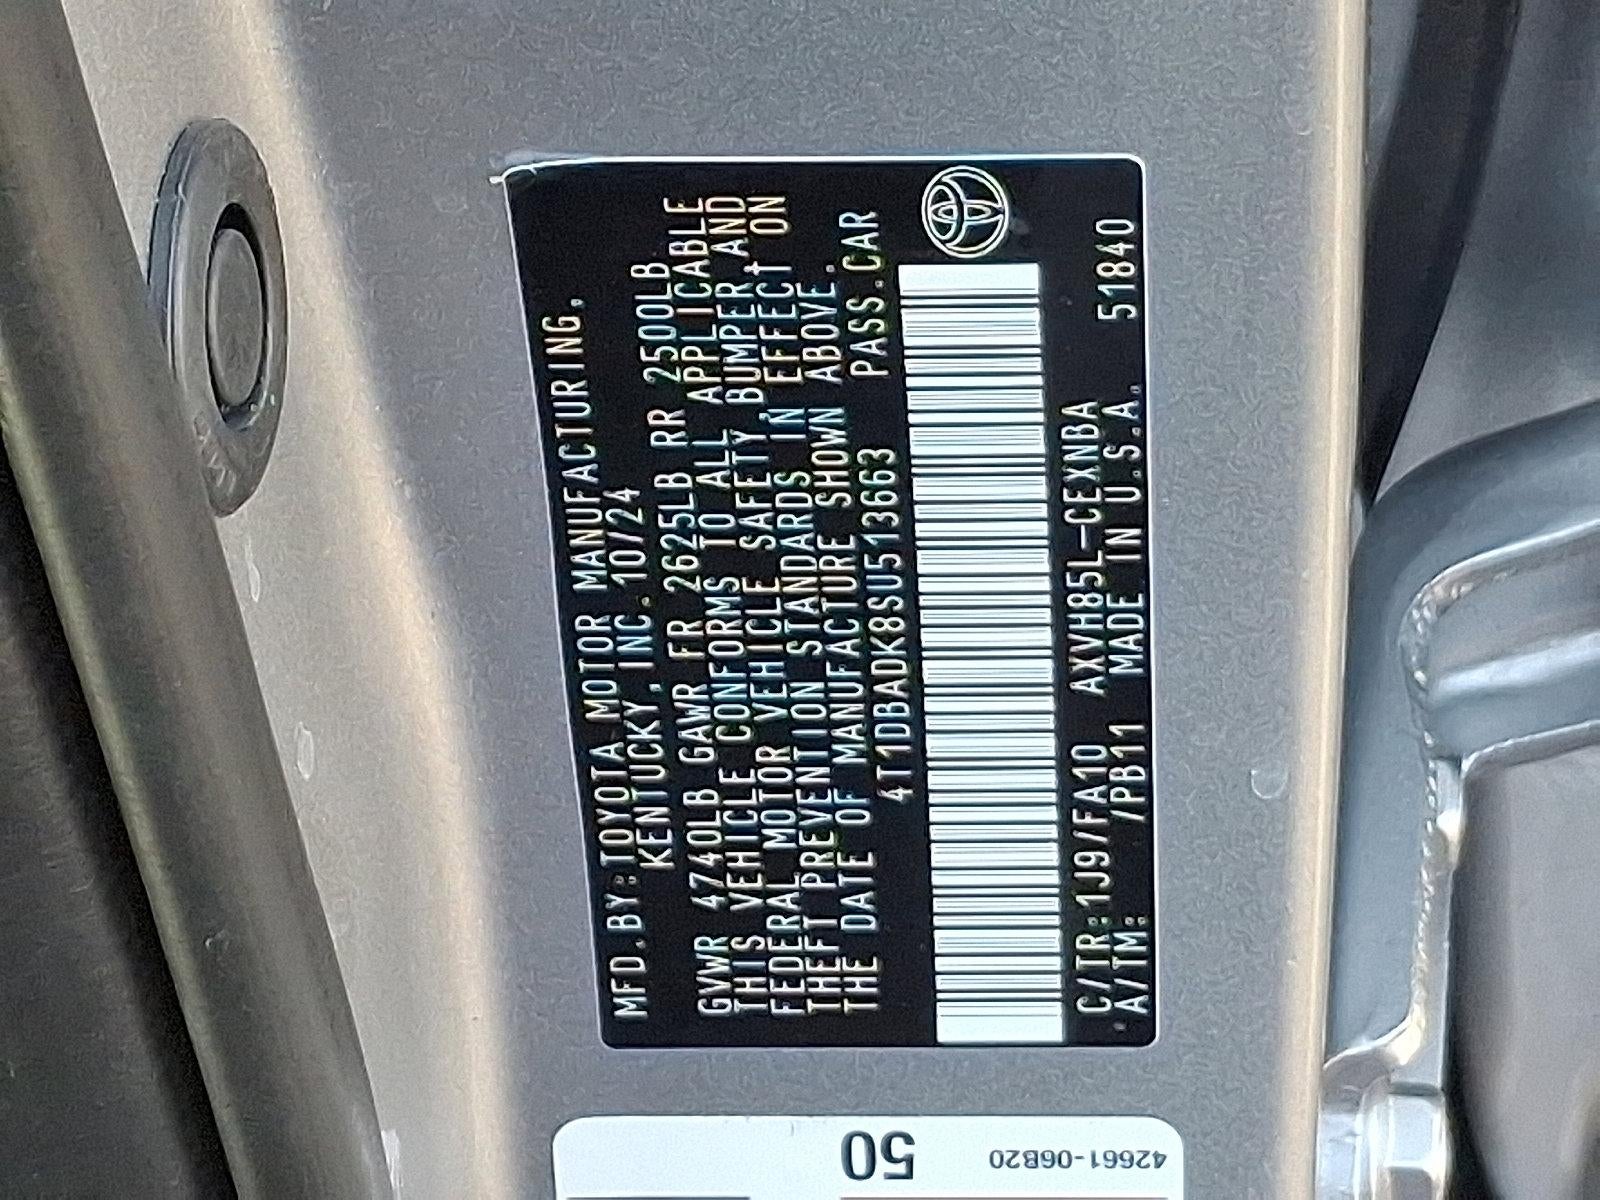 MFD.BY:TOYOTA MOTOR MANUFACTURING,
KENTUCKY, INC. 10/24
GVWR 4740LB GAWR FR 2625LB RR 2500LB
THIS VEHICLE CONFORMS TO ALL APPLICABLE
FEDERAL MOTOR VEHICLE SAFETY, BUMPER, AND
THEFT PREVENTION STANDARDS IN EFFECT ON
THE DATE OF MANUFACTURE SHOWN ABOVE.
4T1DBADK8SU513663 PASS.CAR
C/TR:1J9/FA10 AXVH85L-CEXNBA
A/TM: /PB11 MADE IN U.S.A. 51840
50
42661-06B20